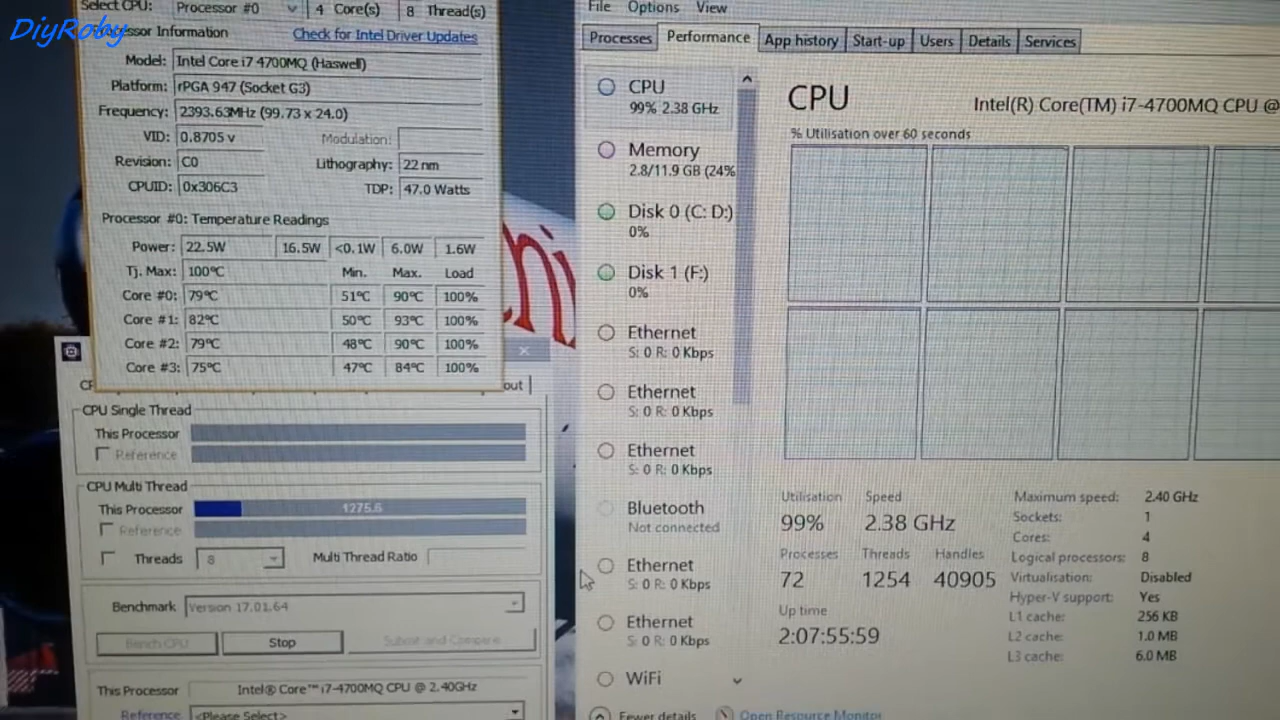 DiyRoby
Select CPU: Processor #0 4 Core(s) 8 Thread(s)
Processor Information Check for Intel Driver Updates
Model: Intel Core i7 4700MQ (Haswell)
Platform: rPGA 947 (Socket G3)
Frequency: 2393.63MHz (99.73 x 24.0)
VID: 0.8705 v Modulation:
Revision: C0 Lithography: 22 nm
CPUID: 0x306C3 TDP: 47.0 Watts
Processor #0: Temperature Readings
Power: 22.5W 16.5W <0.1W 6.0W 1.6W
Tj. Max: 100°C Min. Max. Load
Core #0: 79°C 51°C 90°C 100%
Core #1: 82°C 50°C 93°C 100%
Core #2: 79°C 48°C 90°C 100%
Core #3: 75°C 47°C 84°C 100%
CPU Single Thread
This Processor
Reference
CPU Multi Thread
This Processor 1275.6
Reference
Threads 8 Multi Thread Ratio
Benchmark Version 17.01.64
Bench CPU Stop Submit and Compare
This Processor Intel® Core™ i7-4700MQ CPU @ 2.40GHz
Reference <Please Select>
File Options View
Processes Performance App history Start-up Users Details Services
CPU
99% 2.38 GHz
Memory
2.8/11.9 GB (24%
Disk 0 (C: D:)
0%
Disk 1 (F:)
0%
Ethernet
S: 0 R: 0 Kbps
Ethernet
S: 0 R: 0 Kbps
Ethernet
S: 0 R: 0 Kbps
Bluetooth
Not connected
Ethernet
S: 0 R: 0 Kbps
Ethernet
S: 0 R: 0 Kbps
WiFi
Fewer details Open Resource Monitor
CPU Intel(R) Core(TM) i7-4700MQ CPU @
% Utilisation over 60 seconds
Utilisation Speed
99% 2.38 GHz
Processes Threads Handles
72 1254 40905
Up time
2:07:55:59
Maximum speed: 2.40 GHz
Sockets: 1
Cores: 4
Logical processors: 8
Virtualisation: Disabled
Hyper-V support: Yes
L1 cache: 256 KB
L2 cache: 1.0 MB
L3 cache: 6.0 MB